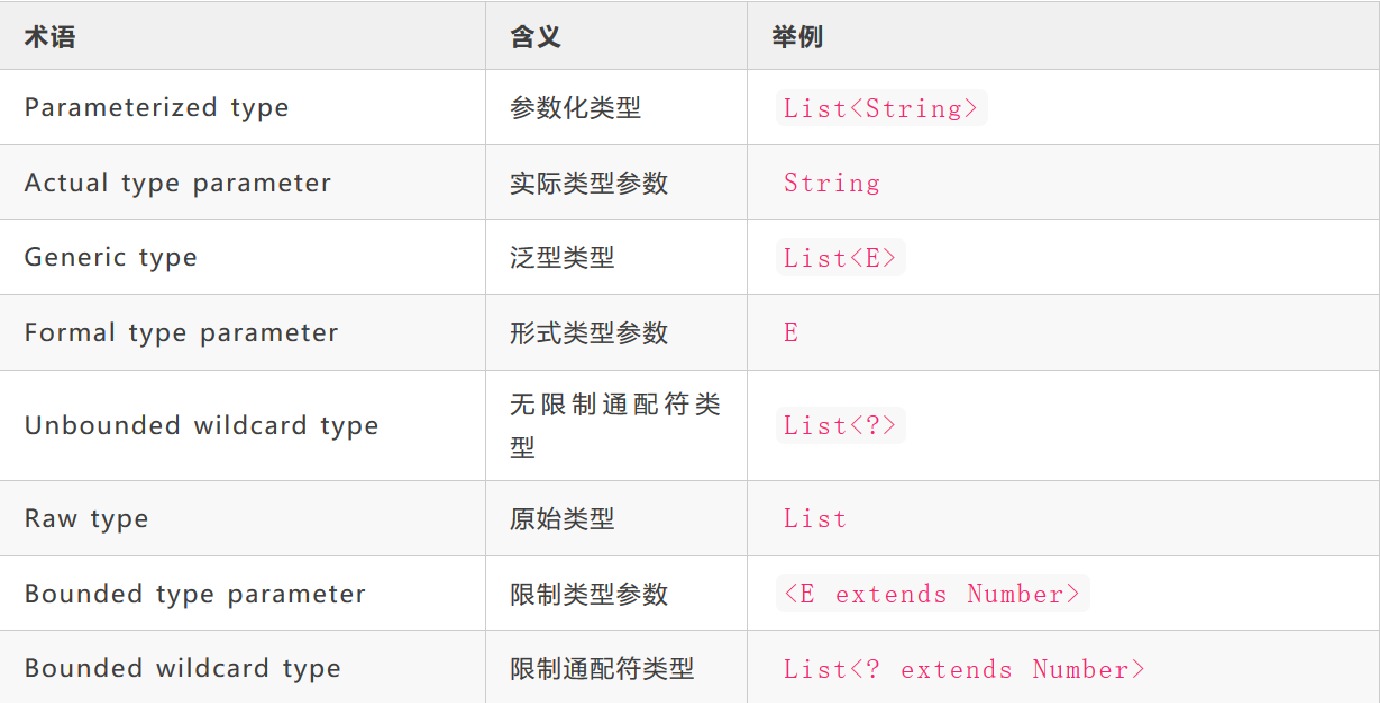 术语 含义 举例
Parameterized type 参数化类型 List<String>
Actual type parameter 实际类型参数 String
Generic type 泛型类型 List<E>
Formal type parameter 形式类型参数 E
Unbounded wildcard type 无限制通配符类 List<?>
型
Raw type 原始类型 List
Bounded type parameter 限制类型参数 <E extends Number>
Bounded wildcard type 限制通配符类型 List<? extends Number>